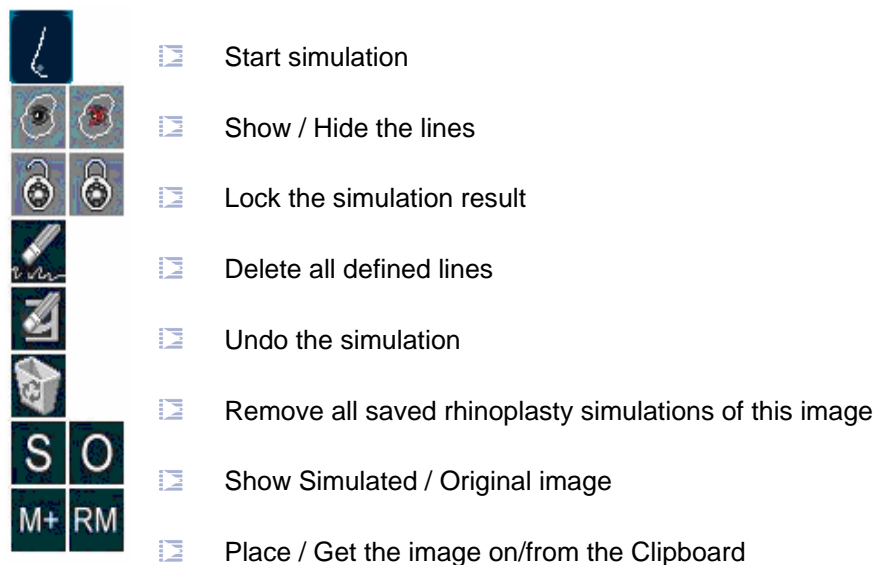 Start simulation
Show / Hide the lines
Lock the simulation result
Delete all defined lines
Undo the simulation
Remove all saved rhinoplasty simulations of this image
S O Show Simulated / Original image
M+ RM Place / Get the image on/from the Clipboard